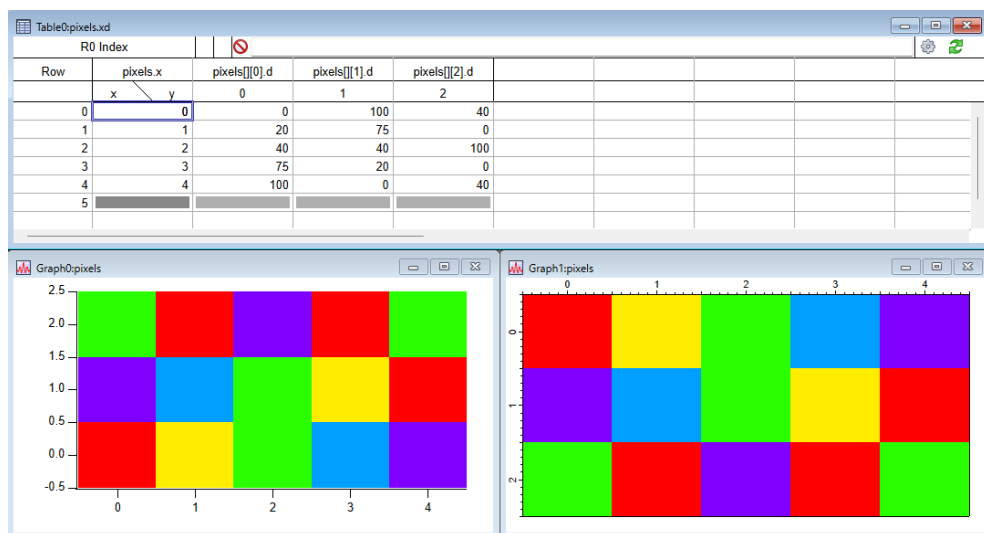 Table0:pixels.xd
R0 Index
Row pixels.x pixels[][0].d pixels[][1].d pixels[][2].d
x y 0 1 2
0 0 0 100 40
1 1 20 75 0
2 2 40 40 100
3 3 75 20 0
4 4 100 0 40
5
Graph0:pixels
2.5
2.0
1.5
1.0
0.5
0.0
-0.5
0 1 2 3 4
Graph1:pixels
0 1 2 3 4
0
1
2